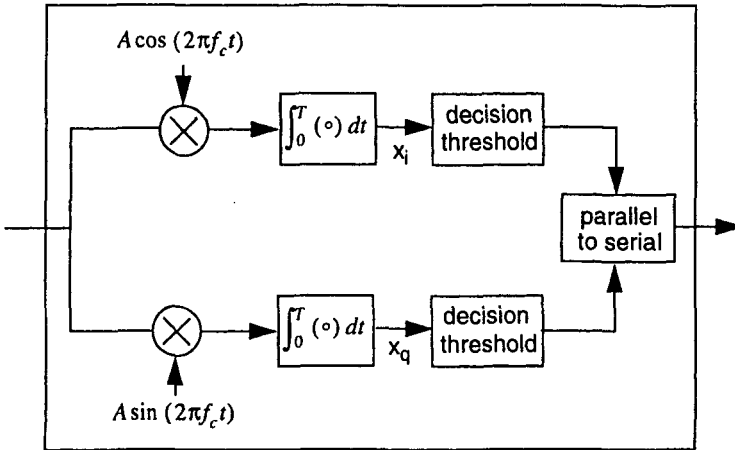 A cos (2πf_c t)
∫_0^T (∘) dt
x_i
decision
threshold
parallel
to serial
∫_0^T (∘) dt
x_q
decision
threshold
A sin (2πf_c t)